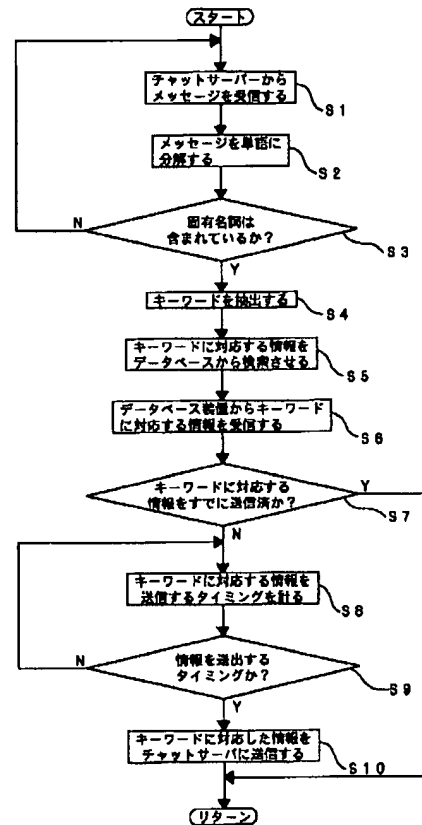 スタート
チャットサーバーから
メッセージを受信する
S1
メッセージを単語に
分解する
S2
固有名詞は
含まれているか?
N
S3
Y
キーワードを抽出する
S4
キーワードに対応する情報を
データベースから検索させる
S5
データベース装置からキーワード
に対応する情報を受信する
S6
キーワードに対応する
情報をすでに送信済か?
Y
S7
N
キーワードに対応する情報を
送信するタイミングを計る
S8
情報を送出する
タイミングか?
N
S9
Y
キーワードに対応した情報を
チャットサーバに送信する
S10
リターン